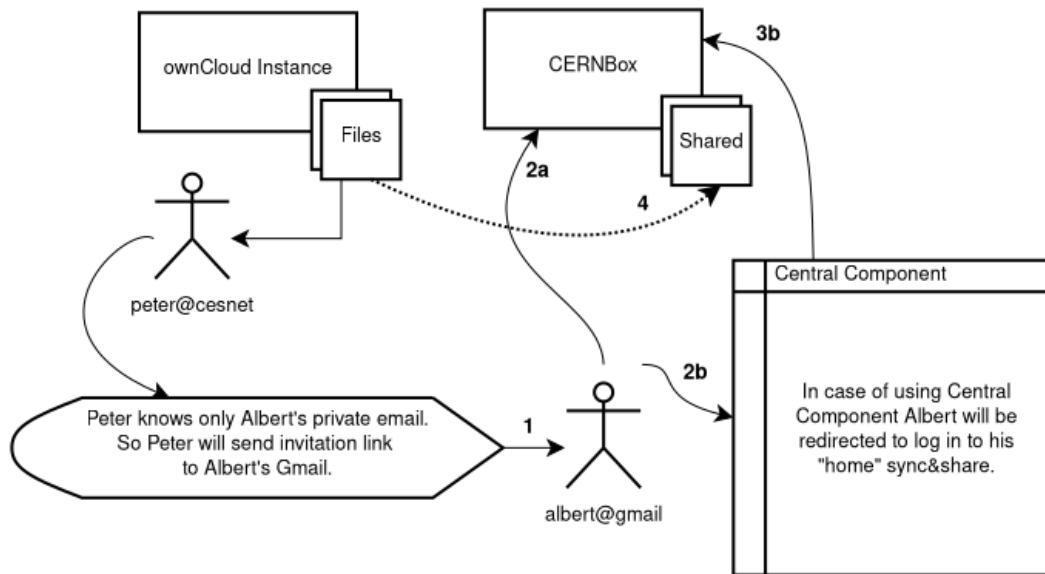 ownCloud Instance
Files
CERNBox
Shared
3b
2a
4
peter@cesnet
Central Component
2b
In case of using Central
Component Albert will be
redirected to log in to his
"home" sync&share.
Peter knows only Albert's private email.
So Peter will send invitation link
to Albert's Gmail.
1
albert@gmail